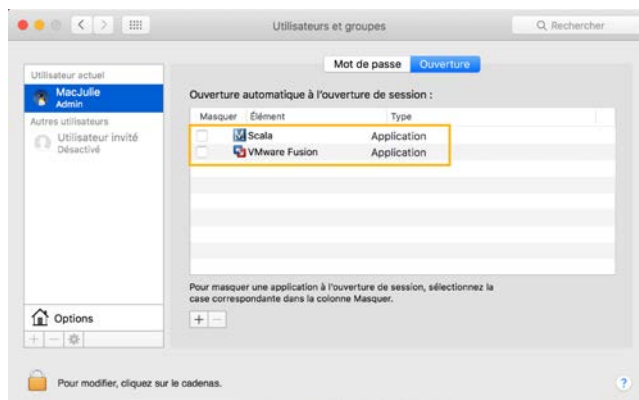 Utilisateurs et groupes
Rechercher
Mot de passe Ouverture
Utilisateur actuel
MacJulie
Admin
Autres utilisateurs
Utilisateur invité
Désactivé
Options
Ouverture automatique à l'ouverture de session :
Masquer Élément Type
Scala Application
VMware Fusion Application
Pour masquer une application à l'ouverture de session, sélectionnez la
case correspondante dans la colonne Masquer.
Pour modifier, cliquez sur le cadenas.